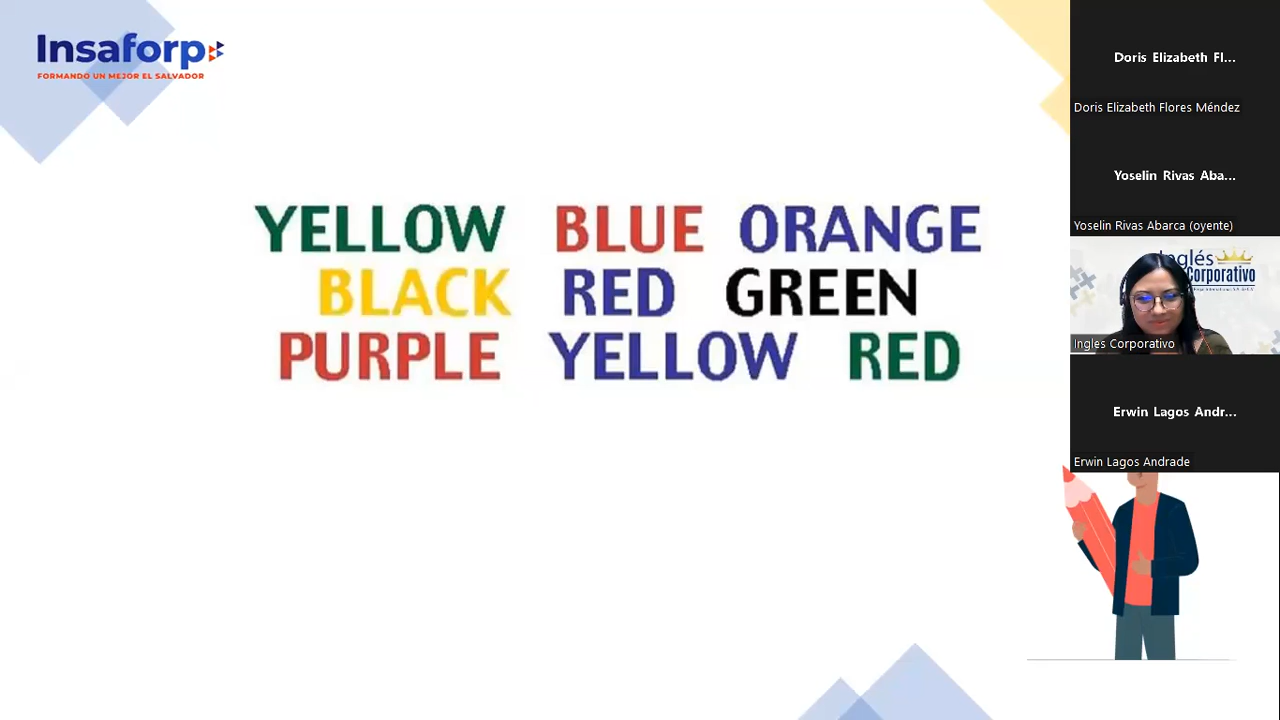 Insaforp
FORMANDO UN MEJOR EL SALVADOR
YELLOW BLUE ORANGE
BLACK RED GREEN
PURPLE YELLOW RED
Doris Elizabeth Fl...
Doris Elizabeth Flores Méndez
Yoselin Rivas Aba...
Yoselin Rivas Abarca (oyente)
Inglés
Corporativo
Ingles Corporativo
Erwin Lagos Andr...
Erwin Lagos Andrade